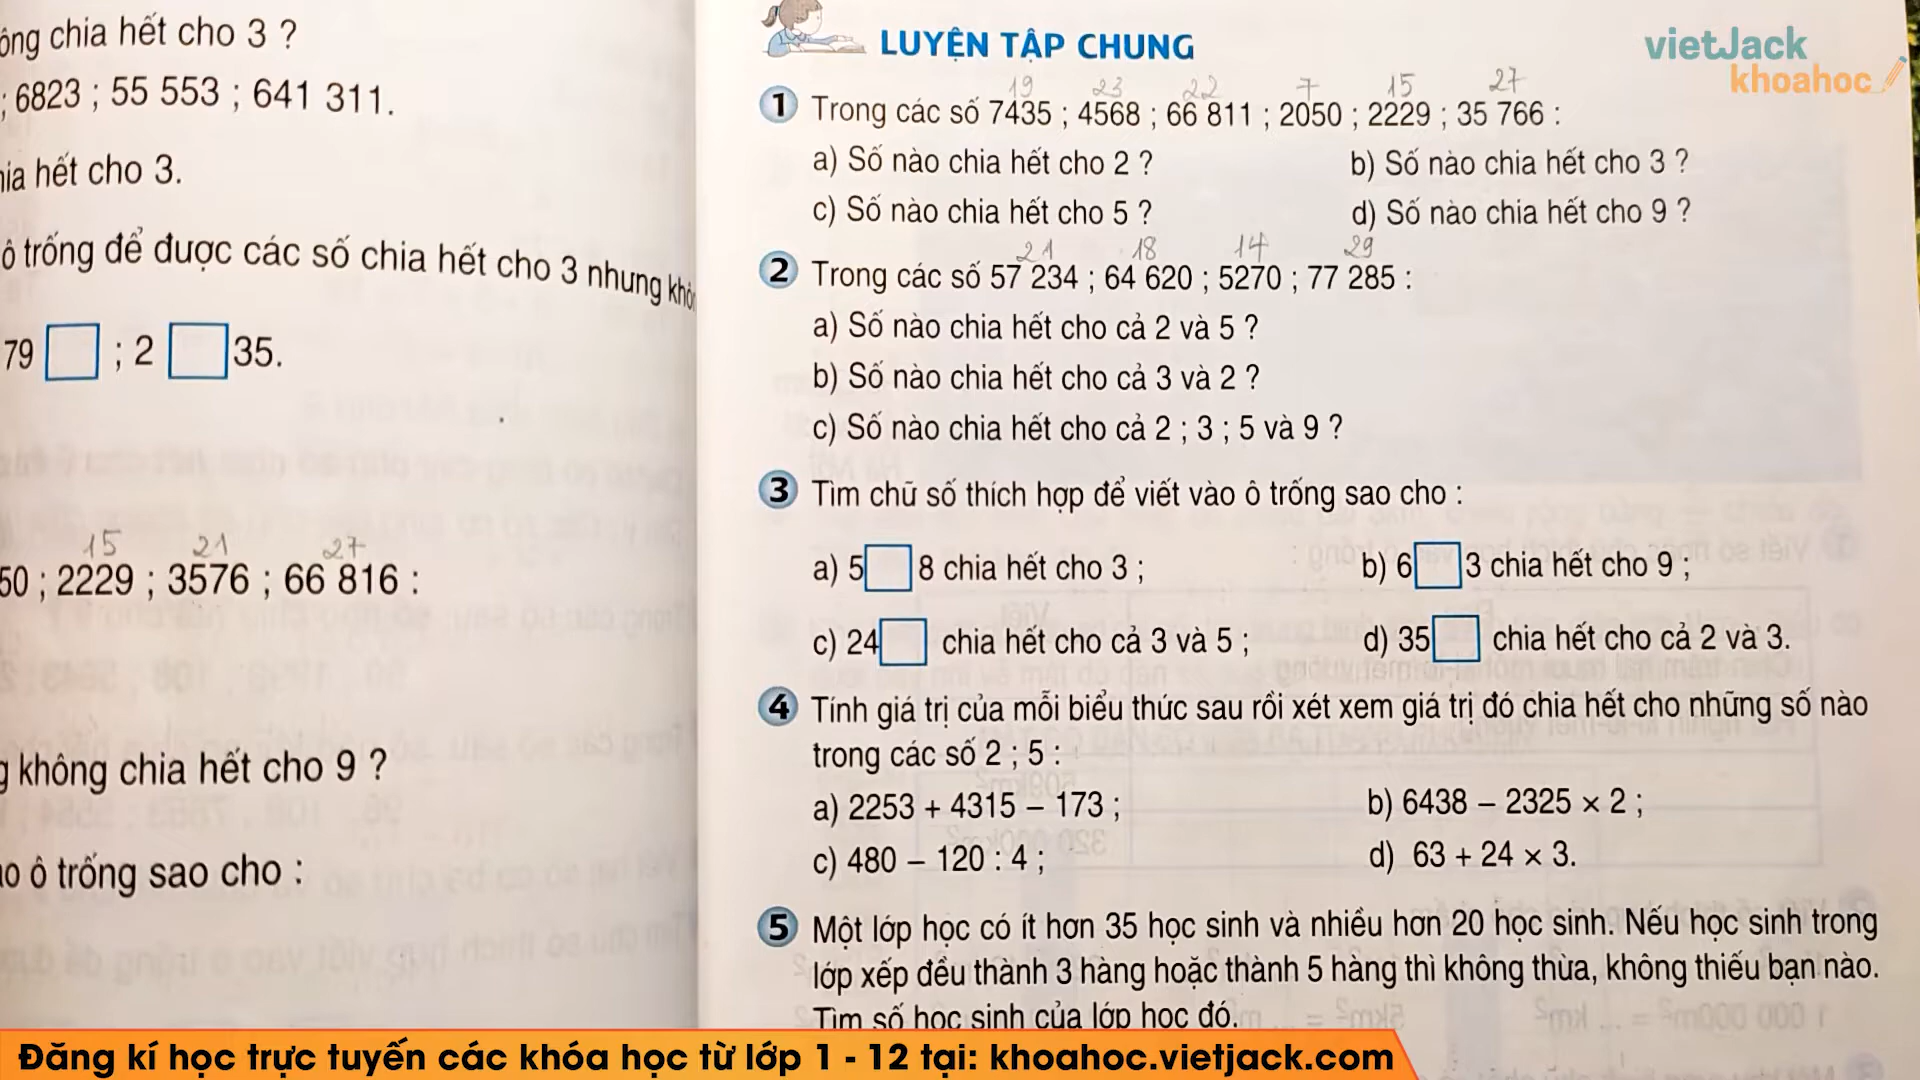 ông chia hết cho 3 ?
; 6823 ; 55 553 ; 641 311.
hia hết cho 3.
ô trống để được các số chia hết cho 3 nhưng khô
79 ; 2 35.
15 21 27
50 ; 2229 ; 3576 ; 66 816 :
g không chia hết cho 9 ?
ào ô trống sao cho :
LUYỆN TẬP CHUNG
vietJack
khoahoc
19 23 22 7 15 27
1 Trong các số 7435 ; 4568 ; 66 811 ; 2050 ; 2229 ; 35 766 :
a) Số nào chia hết cho 2 ? b) Số nào chia hết cho 3 ?
c) Số nào chia hết cho 5 ? d) Số nào chia hết cho 9 ?
21 18 14 29
2 Trong các số 57 234 ; 64 620 ; 5270 ; 77 285 :
a) Số nào chia hết cho cả 2 và 5 ?
b) Số nào chia hết cho cả 3 và 2 ?
c) Số nào chia hết cho cả 2 ; 3 ; 5 và 9 ?
3 Tìm chữ số thích hợp để viết vào ô trống sao cho :
a) 5 8 chia hết cho 3 ; b) 6 3 chia hết cho 9 ;
c) 24 chia hết cho cả 3 và 5 ; d) 35 chia hết cho cả 2 và 3.
4 Tính giá trị của mỗi biểu thức sau rồi xét xem giá trị đó chia hết cho những số nào
trong các số 2 ; 5 :
a) 2253 + 4315 – 173 ; b) 6438 – 2325 × 2 ;
c) 480 – 120 : 4 ; d) 63 + 24 × 3.
5 Một lớp học có ít hơn 35 học sinh và nhiều hơn 20 học sinh. Nếu học sinh trong
lớp xếp đều thành 3 hàng hoặc thành 5 hàng thì không thừa, không thiếu bạn nào.
Tìm số học sinh của lớp học đó.
Đăng kí học trực tuyến các khóa học từ lớp 1 - 12 tại: khoahoc.vietjack.com